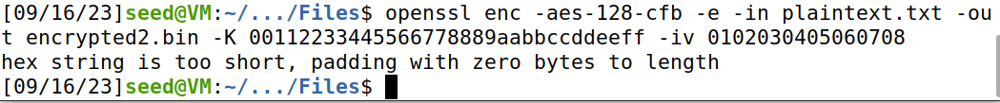 [09/16/23]seed@VM:~/.../Files$ openssl enc -aes-128-cfb -e -in plaintext.txt -ou
t encrypted2.bin -K 00112233445566778889aabbccddeeff -iv 0102030405060708
hex string is too short, padding with zero bytes to length
[09/16/23]seed@VM:~/.../Files$